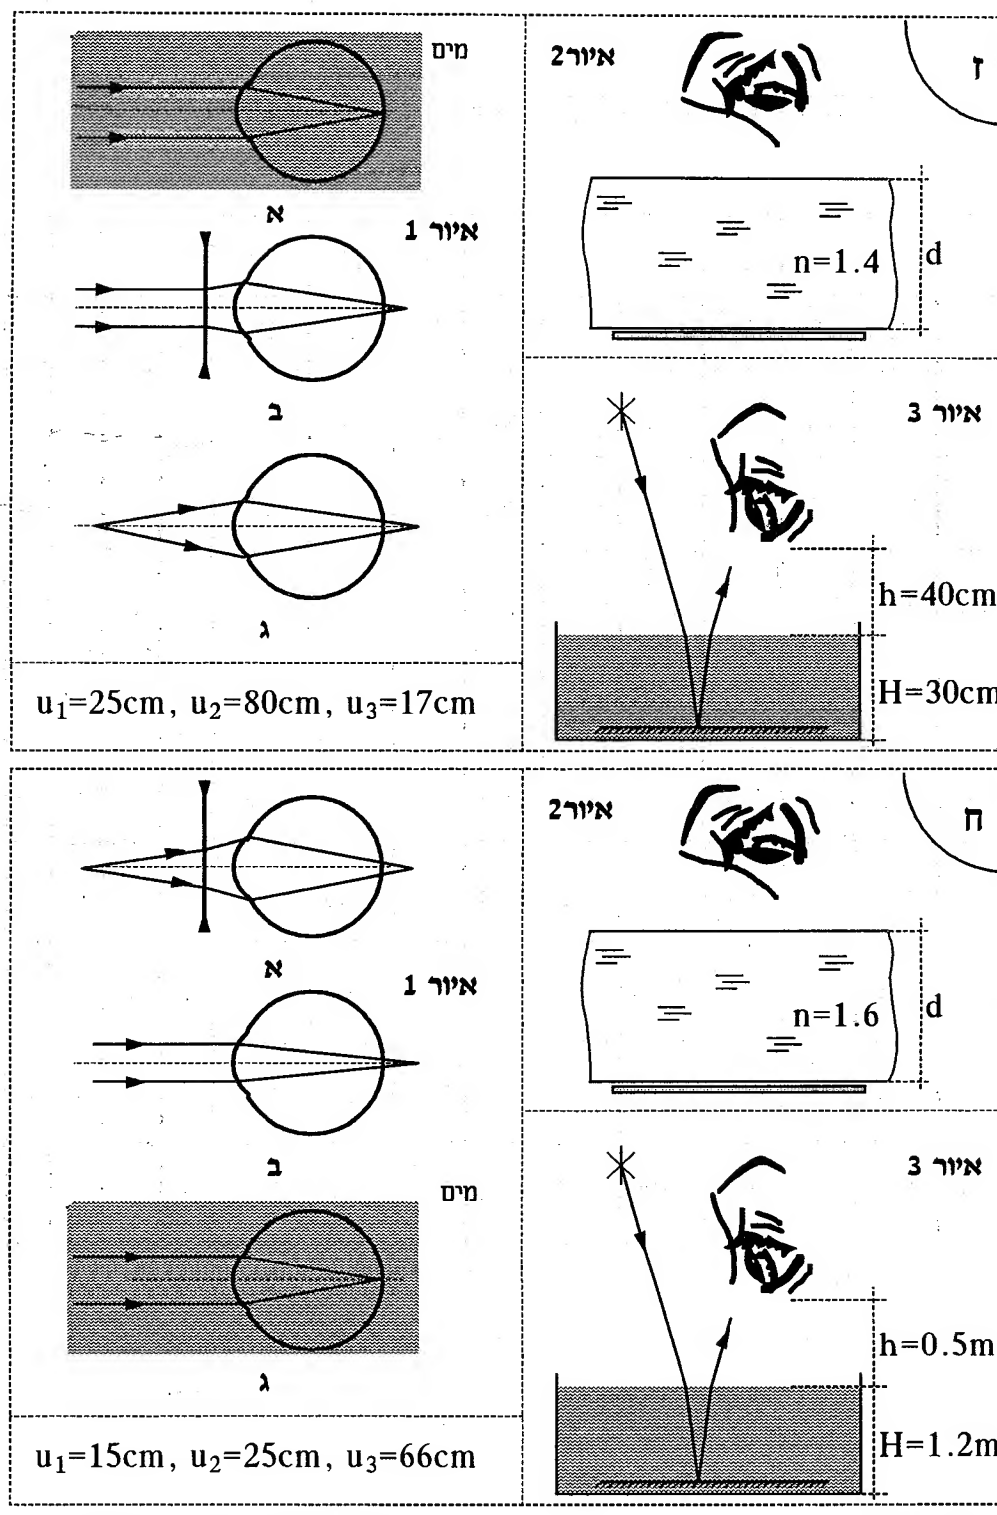 ז
מים
א
איור 1
ב
ג
u₁=25cm, u₂=80cm, u₃=17cm
איור2
n=1.4
d
איור 3
h=40cm
H=30cm
ח
א
איור 1
ב
מים
ג
u₁=15cm, u₂=25cm, u₃=66cm
איור2
n=1.6
d
איור 3
h=0.5m
H=1.2m